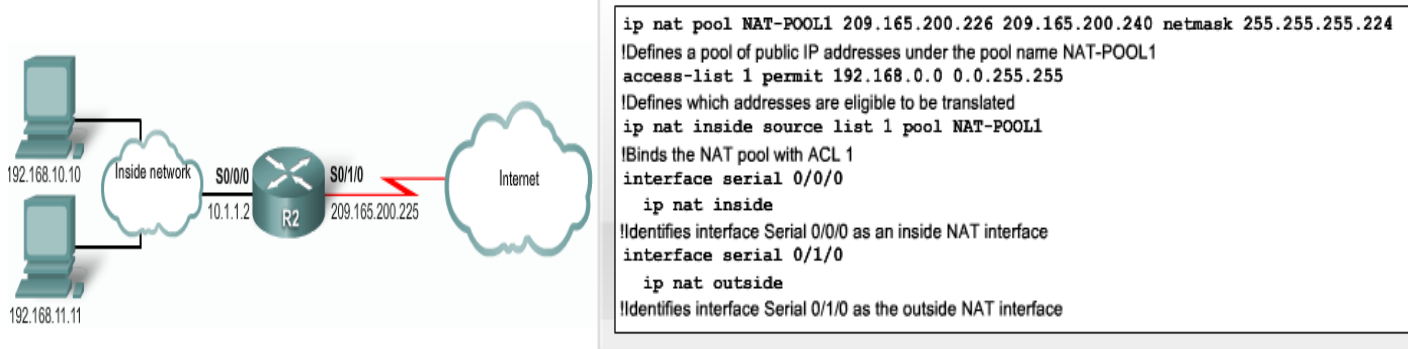 192.168.10.10
192.168.11.11
Inside network
S0/0/0
10.1.1.2
R2
S0/1/0
209.165.200.225
Internet
ip nat pool NAT-POOL1 209.165.200.226 209.165.200.240 netmask 255.255.255.224
!Defines a pool of public IP addresses under the pool name NAT-POOL1
access-list 1 permit 192.168.0.0 0.0.255.255
!Defines which addresses are eligible to be translated
ip nat inside source list 1 pool NAT-POOL1
!Binds the NAT pool with ACL 1
interface serial 0/0/0
ip nat inside
!Identifies interface Serial 0/0/0 as an inside NAT interface
interface serial 0/1/0
ip nat outside
!Identifies interface Serial 0/1/0 as the outside NAT interface